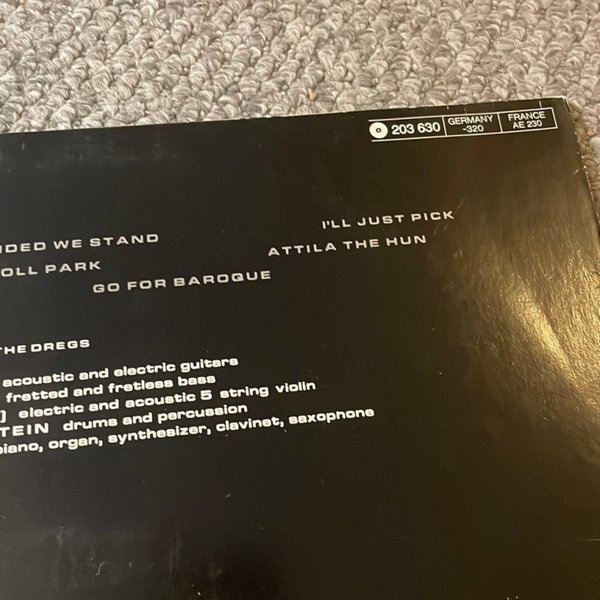 203 630 GERMANY -320 FRANCE AE 230
I'LL JUST PICK
IDED WE STAND
ATTILA THE HUN
OLL PARK
GO FOR BAROQUE
THE DREGS
acoustic and electric guitars
fretted and fretless bass
) electric and acoustic 5 string violin
TEIN drums and percussion
piano, organ, synthesizer, clavinet, saxophone